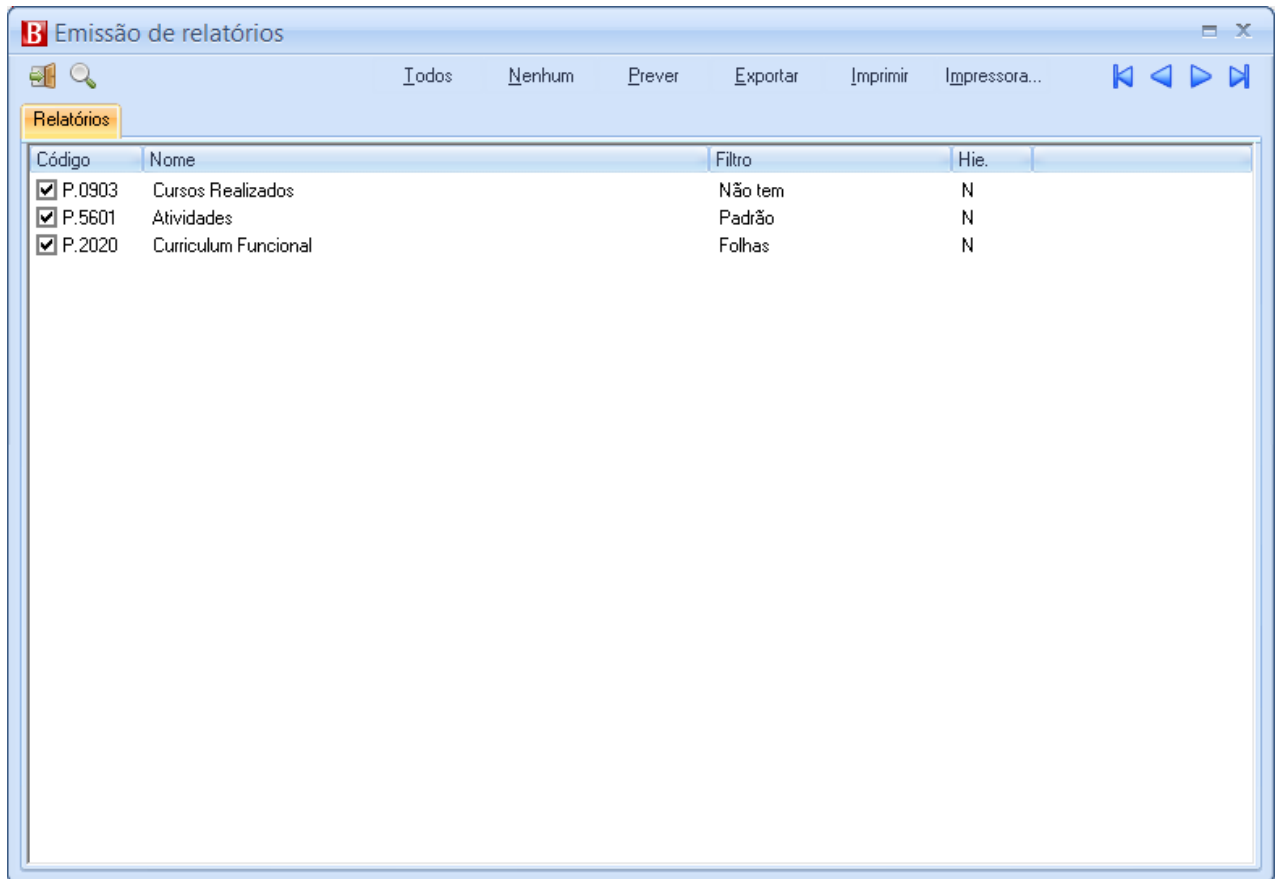 B Emissão de relatórios
Todos Nenhum Prever Exportar Imprimir Impressora...
Relatórios
Código Nome Filtro Hie.
P.0903 Cursos Realizados Não tem N
P.5601 Atividades Padrão N
P.2020 Curriculum Funcional Folhas N